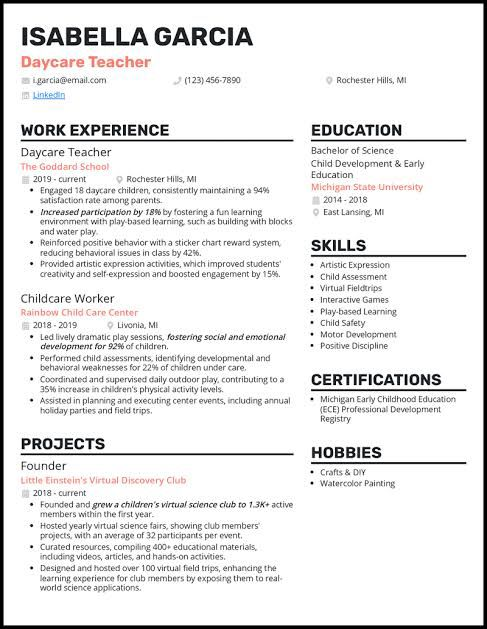 ISABELLA GARCIA
Daycare Teacher
i.garcia@email.com (123) 456-7890 Rochester Hills, MI
LinkedIn
WORK EXPERIENCE
Daycare Teacher
The Goddard School
2019 - current Rochester Hills, MI
• Engaged 18 daycare children, consistently maintaining a 94%
satisfaction rate among parents.
• Increased participation by 18% by fostering a fun learning
environment with play-based learning, such as building with blocks
and water play.
• Reinforced positive behavior with a sticker chart reward system,
reducing behavioral issues in class by 42%.
• Provided artistic expression activities, which improved students'
creativity and self-expression and boosted engagement by 15%.
Childcare Worker
Rainbow Child Care Center
2018 - 2019 Livonia, MI
• Led lively dramatic play sessions, fostering social and emotional
development for 92% of children.
• Performed child assessments, identifying developmental and
behavioral weaknesses for 22% of children under care.
• Coordinated and supervised daily outdoor play, contributing to a
35% increase in children's physical activity levels.
• Assisted in planning and executing center events, including annual
holiday parties and field trips.
PROJECTS
Founder
Little Einstein's Virtual Discovery Club
2018 - current
• Founded and grew a children's virtual science club to 1.3K+ active
members within the first year.
• Hosted yearly virtual science fairs, showing club members'
projects, with an average of 32 participants per event.
• Curated resources, compiling 400+ educational materials,
including videos, articles, and hands-on activities.
• Designed and hosted over 100 virtual field trips, enhancing the
learning experience for club members by exposing them to real-
world destinations.
EDUCATION
Bachelor of Science
Child Development & Early
Education
Michigan State University
2014 - 2018
East Lansing, MI
SKILLS
• Artistic Expression
• Child Assessment
• Virtual Fieldtrips
• Interactive Games
• Play-based Learning
• Child Safety
• Motor Development
• Positive Discipline
CERTIFICATIONS
• Michigan Early Childhood Education
(ECE) Professional Development
Registry
HOBBIES
• Crafts & DIY
• Watercolor Painting